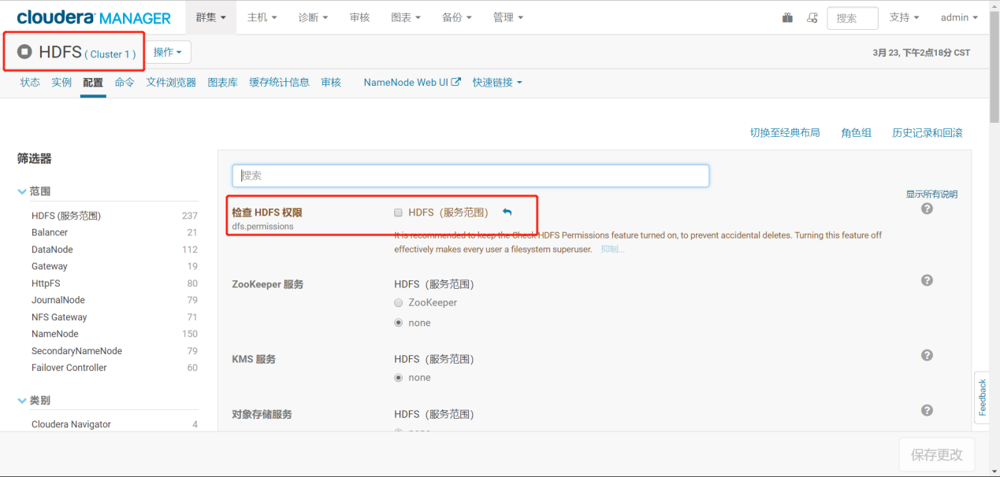 cloudera MANAGER 群集 主机 诊断 审核 图表 备份 管理 搜索 支持 admin
HDFS ( Cluster 1 ) 操作 3月 23, 下午2点18分 CST
状态 实例 配置 命令 文件浏览器 图表库 缓存统计信息 审核 NameNode Web UI 快速链接
切换至经典布局 角色组 历史记录和回滚
筛选器
搜索
显示所有说明
范围
HDFS (服务范围) 237
Balancer 21
DataNode 112
Gateway 19
HttpFS 80
JournalNode 79
NFS Gateway 71
NameNode 150
SecondaryNameNode 79
Failover Controller 60
类别
Cloudera Navigator 4
检查 HDFS 权限 HDFS（服务范围）
dfs.permissions
It is recommended to keep the Check HDFS Permissions feature turned on, to prevent accidental deletes. Turning this feature off
effectively makes every user a filesystem superuser. 抑制...
ZooKeeper 服务 HDFS（服务范围）
ZooKeeper
none
KMS 服务 HDFS（服务范围）
none
对象存储服务 HDFS（服务范围）
Feedback
保存更改